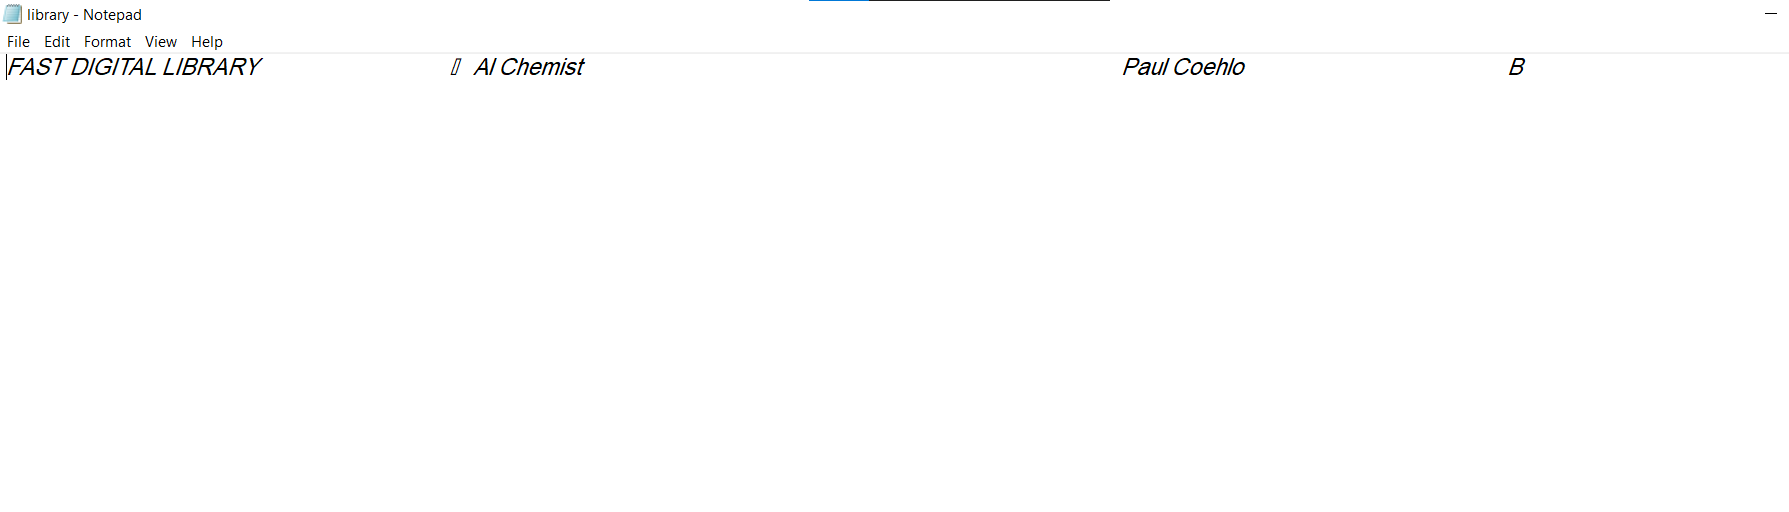 library - Notepad
File Edit Format View Help
FAST DIGITAL LIBRARY Al Chemist Paul Coehlo B